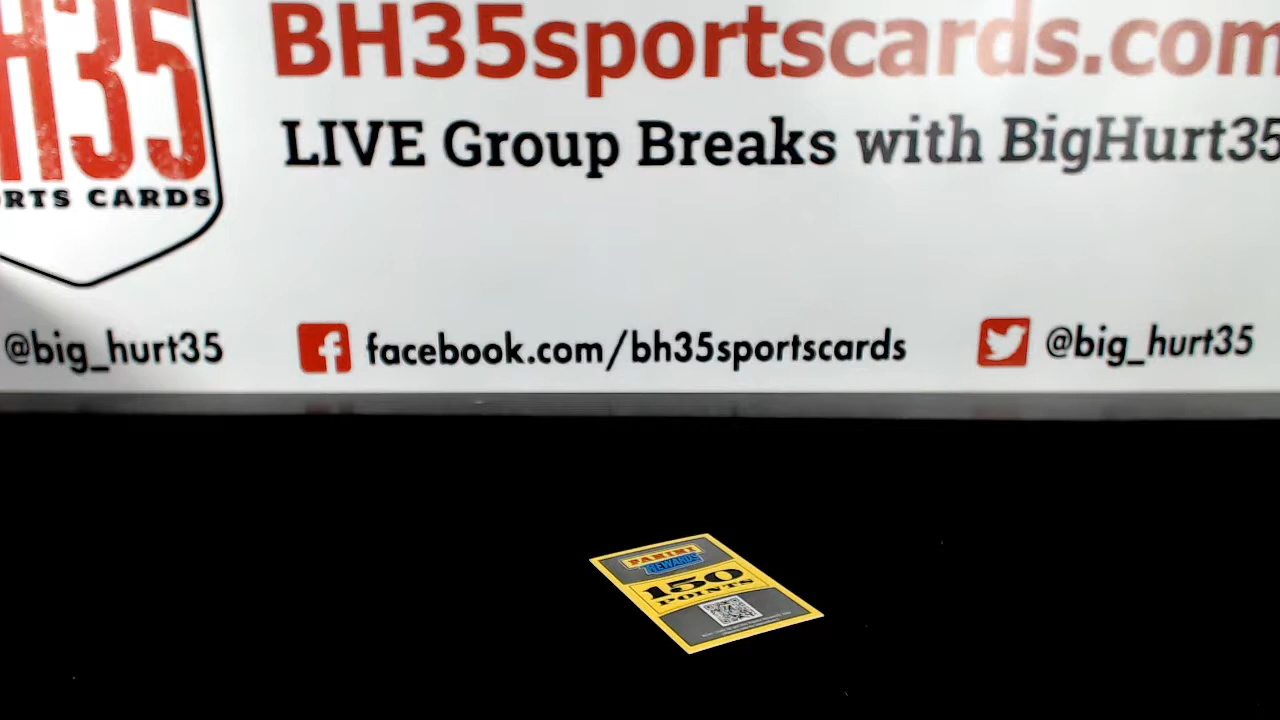 H35
RTS CARDS
BH35sportscards.com
LIVE Group Breaks with BigHurt35
@big_hurt35
facebook.com/bh35sportscards
@big_hurt35
PANINI
REWARDS
150
POINTS